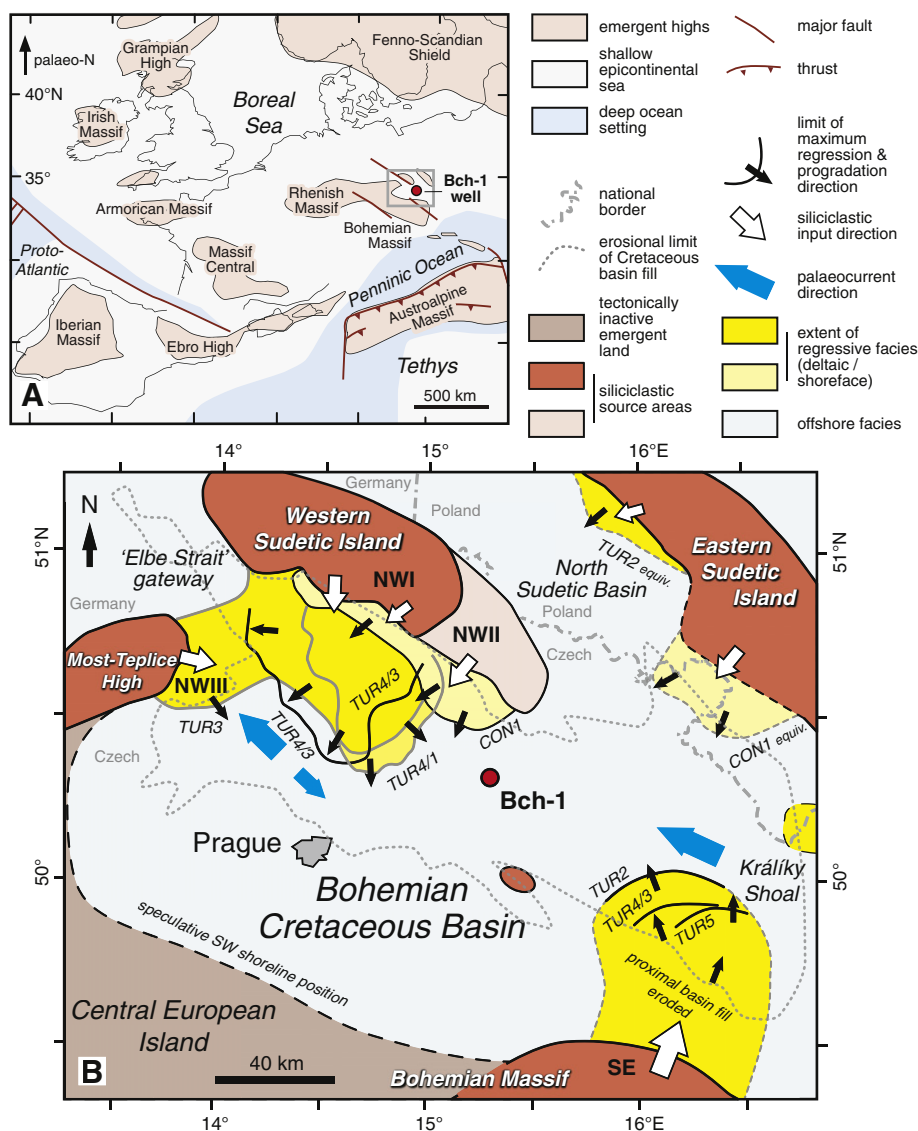 palaeo-N
40°N
35°
Grampian
High
Fenno-Scandian
Shield
Irish
Massif
Boreal
Sea
Rhenish
Massif
Bch-1
well
Armorican Massif
Bohemian
Massif
Proto-
Atlantic
Massif
Central
Penninic Ocean
Austroalpine
Massif
Iberian
Massif
Ebro High
Tethys
A
500 km
emergent highs
shallow
epicontinental
sea
deep ocean
setting
national
border
erosional limit
of Cretaceous
basin fill
tectonically
inactive
emergent
land
siliciclastic
source areas
major fault
thrust
limit of
maximum
regression &
progradation
direction
siliciclastic
input direction
palaeocurrent
direction
extent of
regressive facies
(deltaic /
shoreface)
offshore facies
14°
15°
16°E
N
51°N
51°N
Germany
Poland
Western
Sudetic Island
NWI
'Elbe Strait'
gateway
TUR2 equiv.
Eastern
Sudetic
Island
North
Sudetic Basin
Germany
Poland
Czech
NWII
Most-Teplice
High
NWIII
TUR3
TUR4/3
TUR4/3
TUR4/1
CON1
CON1 equiv.
Czech
Bch-1
Prague
50°
50°
Králíky
Shoal
TUR2
TUR4/3
TUR5
Bohemian
Cretaceous Basin
speculative SW shoreline position
proximal basin fill
eroded
Central European
Island
40 km
B
Bohemian Massif
SE
14°
15°
16°E